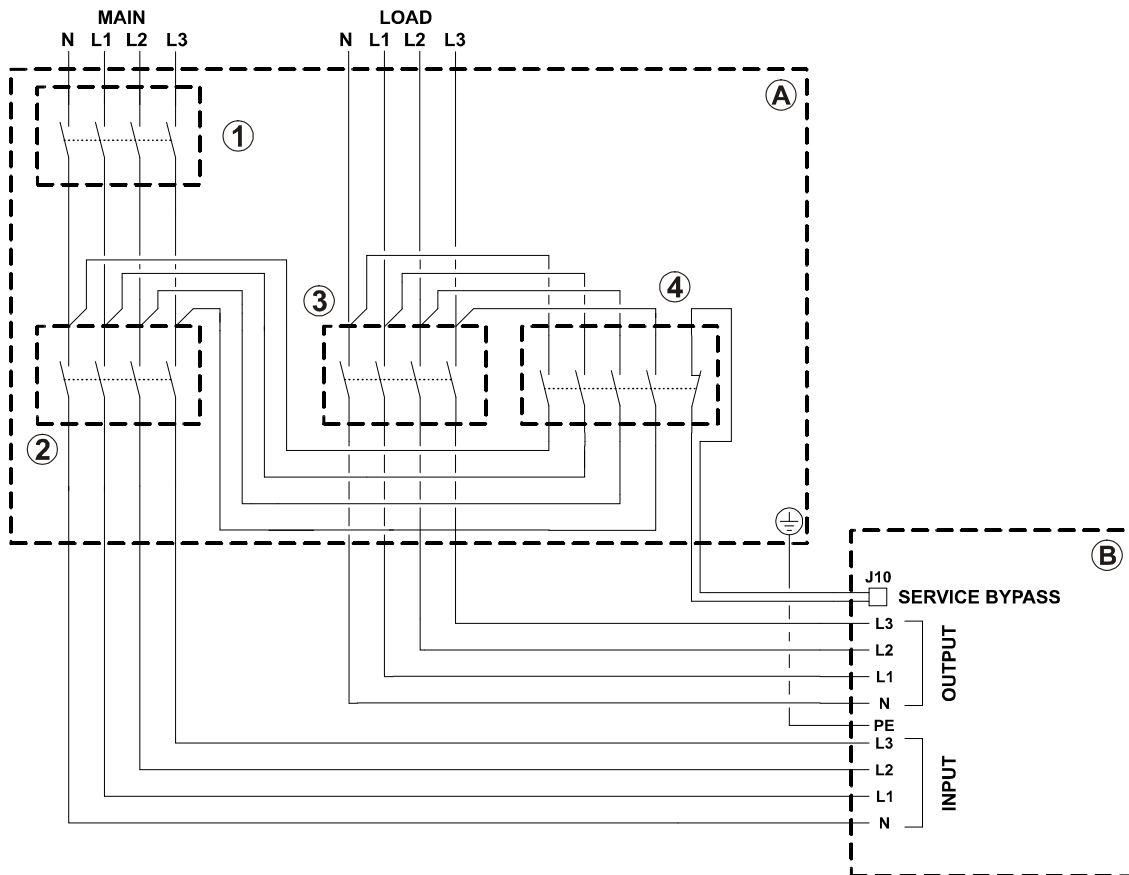 MAIN
N L1 L2 L3
LOAD
N L1 L2 L3
A
1
3
4
2
B
J10
SERVICE BYPASS
L3
L2
L1
N
OUTPUT
PE
L3
L2
L1
N
INPUT